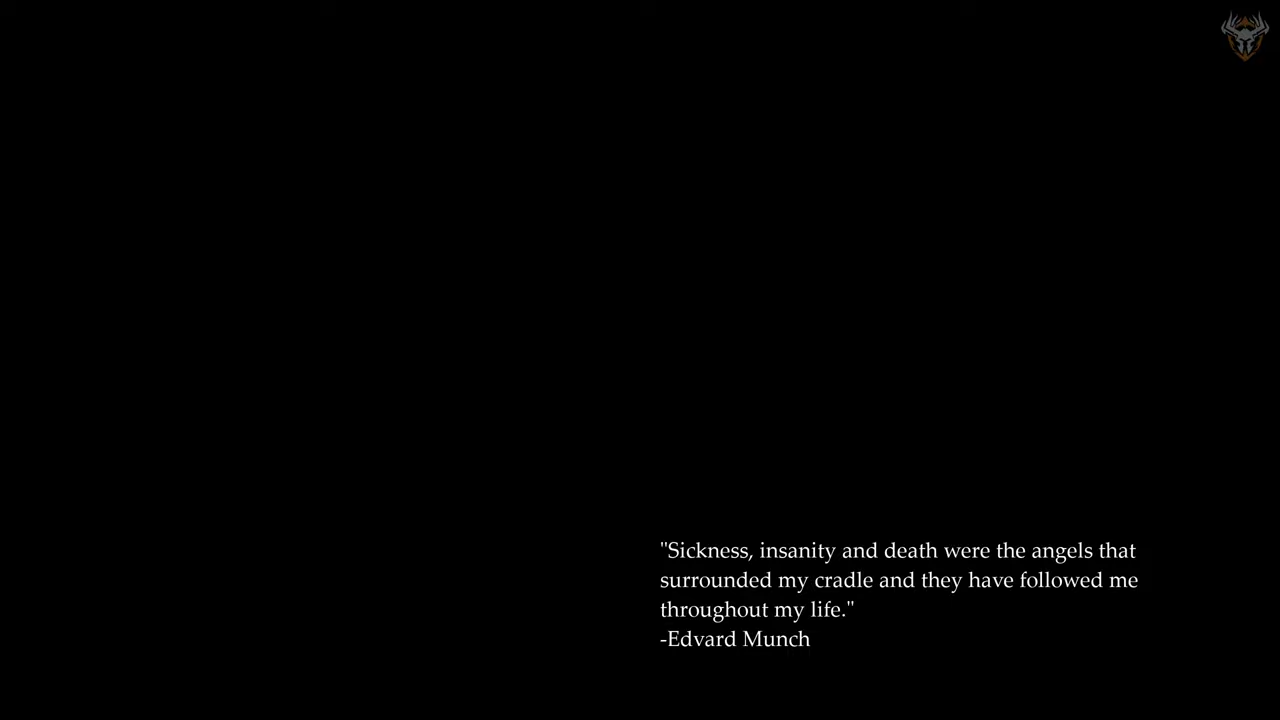 "Sickness, insanity and death were the angels that
surrounded my cradle and they have followed me
throughout my life."
-Edvard Munch